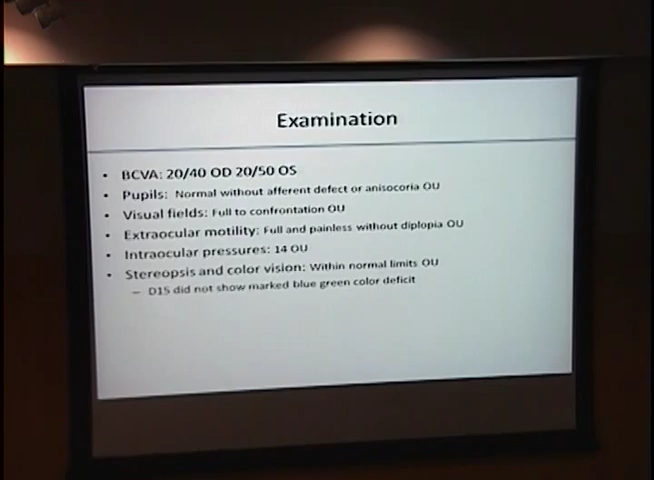 Examination
• BCVA: 20/40 OD 20/50 OS
• Pupils: Normal without afferent defect or anisocoria OU
• Visual fields: Full to confrontation OU
• Extraocular motility: Full and painless without diplopia OU
• Intraocular pressures: 14 OU
• Stereopsis and color vision: Within normal limits OU
– D15 did not show marked blue green color deficit